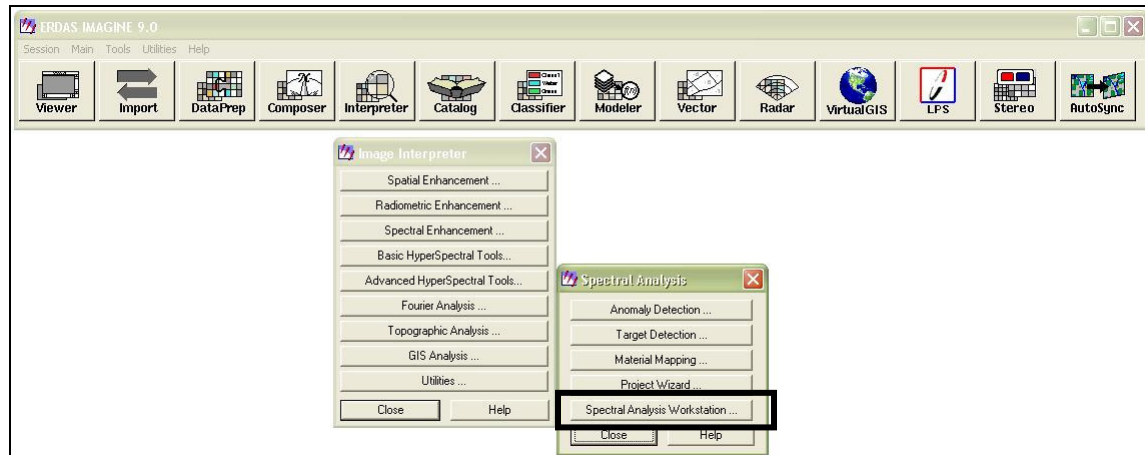 ERDAS IMAGINE 9.0
Session Main Tools Utilities Help
Viewer Import DataPrep Composer Interpreter Catalog Classifier Modeler Vector Radar VirtualGIS LPS Stereo AutoSync
Image Interpreter
Spatial Enhancement ...
Radiometric Enhancement ...
Spectral Enhancement ...
Basic HyperSpectral Tools...
Advanced HyperSpectral Tools...
Fourier Analysis ...
Topographic Analysis ...
GIS Analysis ...
Utilities ...
Close Help
Spectral Analysis
Anomaly Detection ...
Target Detection ...
Material Mapping ...
Project Wizard ...
Spectral Analysis Workstation ...
Close Help